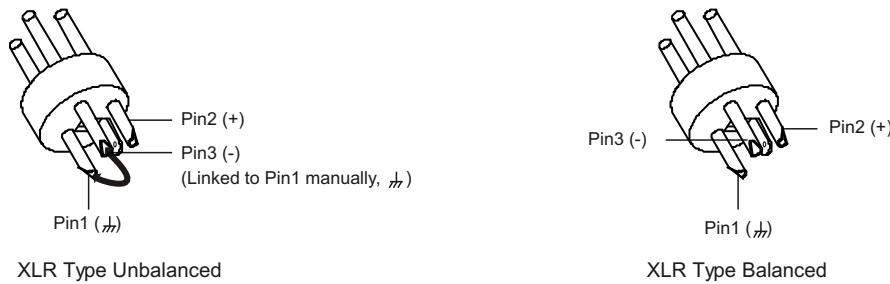 Pin2 (+)
Pin3 (-)
(Linked to Pin1 manually, )
Pin1 ( )
XLR Type Unbalanced
Pin3 (-)
Pin2 (+)
Pin1 ( )
XLR Type Balanced